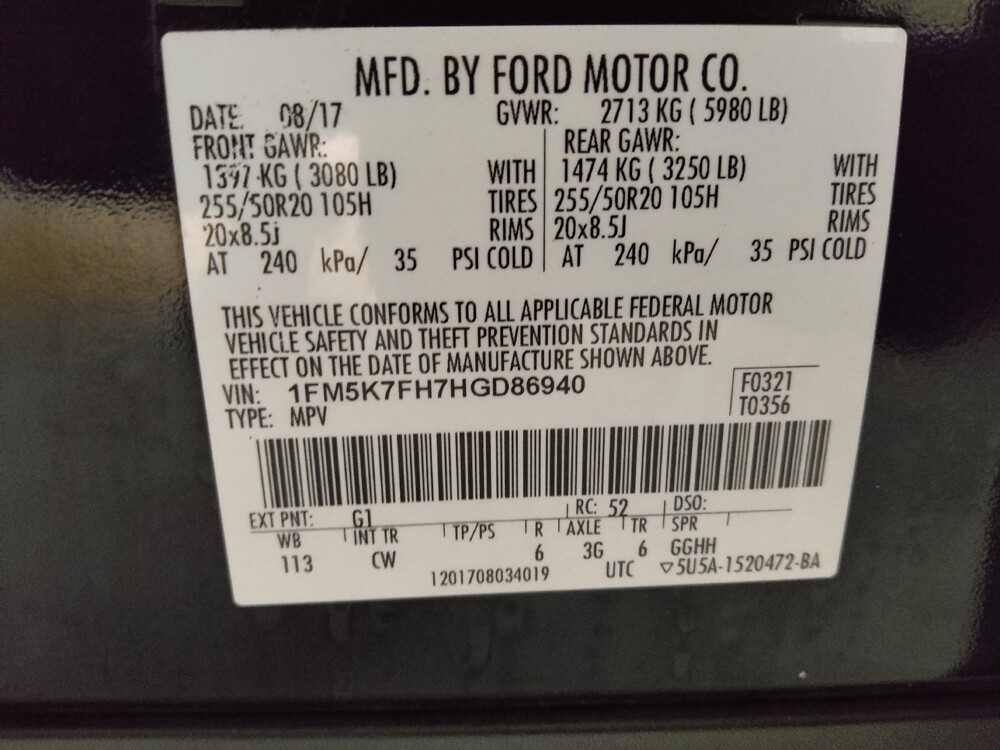 MFD. BY FORD MOTOR CO.
DATE: 08/17 GVWR: 2713 KG ( 5980 LB)
FRONT GAWR: REAR GAWR:
1397 KG ( 3080 LB) WITH 1474 KG ( 3250 LB) WITH
255/50R20 105H TIRES 255/50R20 105H TIRES
20x8.5J RIMS 20x8.5J RIMS
AT 240 kPa/ 35 PSI COLD AT 240 kPa/ 35 PSI COLD
THIS VEHICLE CONFORMS TO ALL APPLICABLE FEDERAL MOTOR
VEHICLE SAFETY AND THEFT PREVENTION STANDARDS IN
EFFECT ON THE DATE OF MANUFACTURE SHOWN ABOVE.
VIN: 1FM5K7FH7HGD86940 F0321
TYPE: MPV T0356
EXT PNT: G1 RC: 52 DSO:
WB INT TR TP/PS R AXLE TR SPR
113 CW 6 3G 6 GGHH
1201708034019 UTC ▽5U5A-1520472-BA